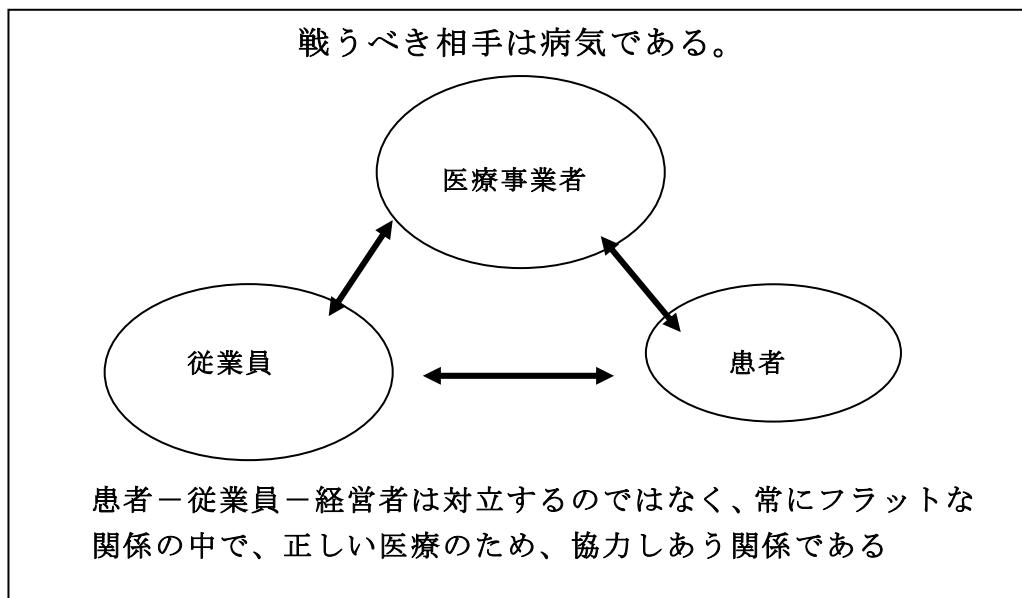 戦うべき相手は病気である。
医療事業者
従業員
患者
患者－従業員－経営者は対立するのではなく、常にフラットな
関係の中で、正しい医療のため、協力しあう関係である